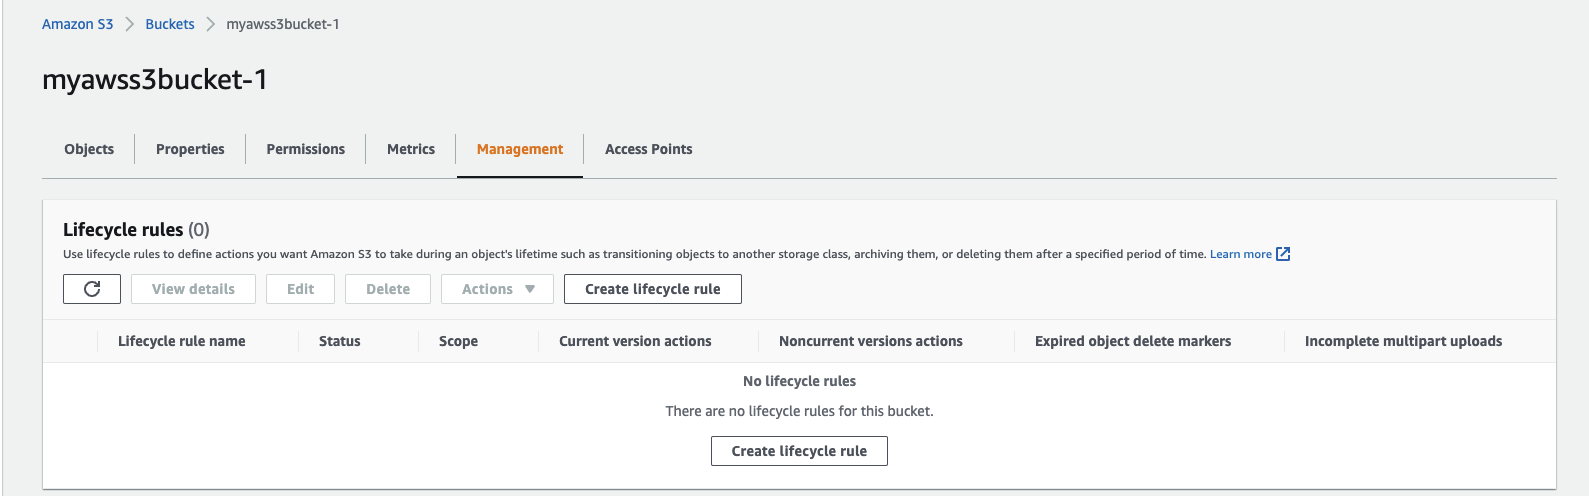 Amazon S3 > Buckets > myawss3bucket-1
myawss3bucket-1
Objects Properties Permissions Metrics Management Access Points
Lifecycle rules (0)
Use lifecycle rules to define actions you want Amazon S3 to take during an object's lifetime such as transitioning objects to another storage class, archiving them, or deleting them after a specified period of time. Learn more
View details Edit Delete Actions Create lifecycle rule
Lifecycle rule name Status Scope Current version actions Noncurrent versions actions Expired object delete markers Incomplete multipart uploads
No lifecycle rules
There are no lifecycle rules for this bucket.
Create lifecycle rule